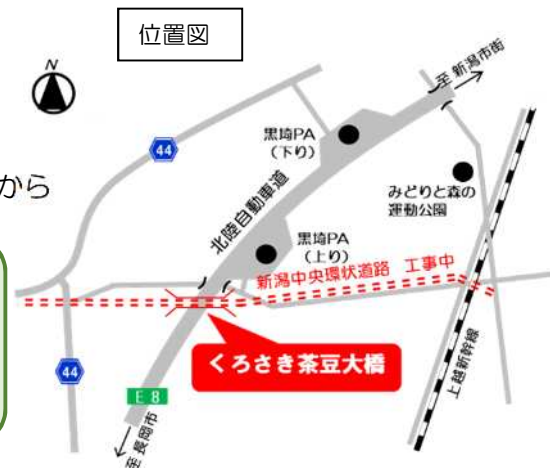 位置図
N
至 新潟市街
44
黒埼PA
（下り）
から
みどりと森の
運動公園
北陸自動車道
黒埼PA
（上り）
新潟中央環状道路 工事中
くろさき茶豆大橋
44
上越新幹線
E8
至 長岡市